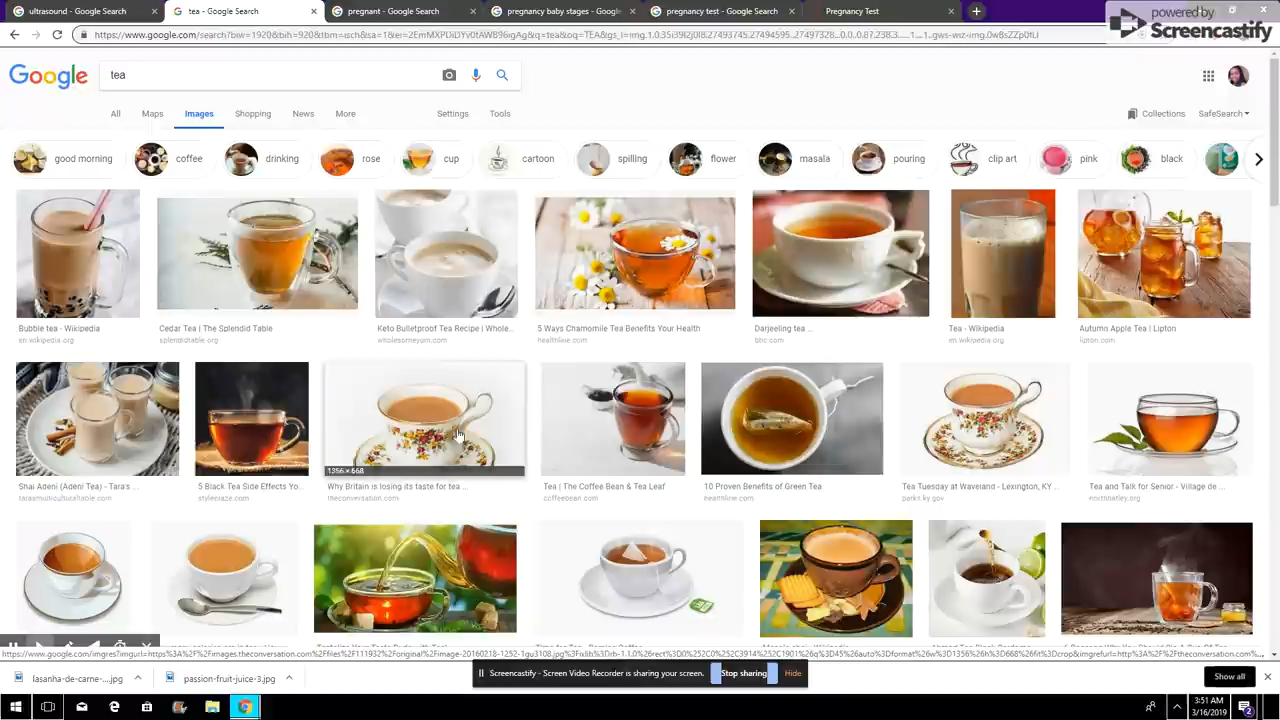 ultrasound - Google Search
tea - Google Search
pregnant - Google Search
pregnancy baby stages - Google
pregnancy test - Google Search
Pregnancy Test
powered by
Screencastify
Google
tea
All
Maps
Images
Shopping
News
More
Settings
Tools
Collections
SafeSearch
good morning
coffee
drinking
rose
cup
cartoon
spilling
flower
masala
pouring
clip art
pink
black
Bubble tea - Wikipedia
en.wikipedia.org
Cedar Tea | The Splendid Table
splendidtable.org
Keto Bulletproof Tea Recipe | Whole...
wholesomeyum.com
5 Ways Chamomile Tea Benefits Your Health
healthline.com
Darjeeling tea ...
bbc.com
Tea - Wikipedia
en.wikipedia.org
Autumn Apple Tea | Lipton
lipton.com
1356 × 668
Shai Adeni (Adeni Tea) - Tara's ...
tarasmulticulturaltable.com
5 Black Tea Side Effects Yo...
stylecraze.com
Why Britain is losing its taste for tea ...
theconversation.com
Tea | The Coffee Bean & Tea Leaf
coffeebean.com
10 Proven Benefits of Green Tea
healthline.com
Tea Tuesday at Waveland - Lexington, KY ...
parks.ky.gov
Tea and Talk for Senior - Village de ...
Screencastify - Screen Video Recorder is sharing your screen.
Stop sharing
Hide
lasanha-de-carne-....jpg
passion-fruit-juice-3.jpg
Show all
3:51 AM
3/16/2019
2